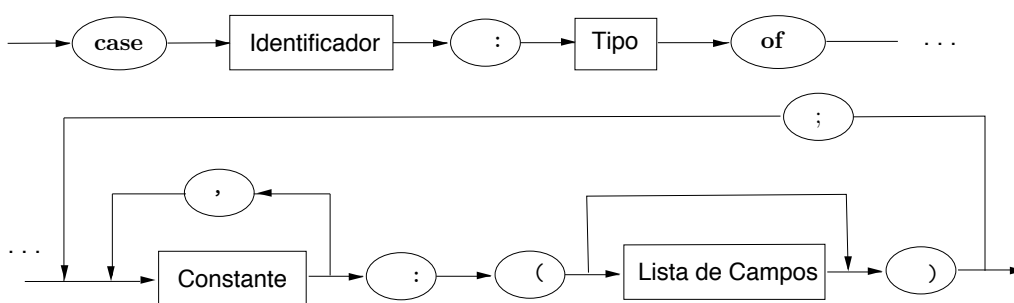 case Identificador : Tipo of . . .
;
,
. . .
Constante : ( Lista de Campos )